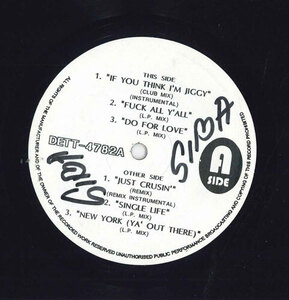 THIS SIDE
1. "IF YOU THINK I'M JIGGY"
(CLUB MIX)
(INSTRUMENTAL)
2. "FUCK ALL Y'ALL"
(L.P. MIX)
3. "DO FOR LOVE"
(L.P. MIX)
DETT-4782A
A
SIDE
OTHER SIDE
1. "JUST CRUSIN'"
(REMIX)
(REMIX INSTRUMENTAL)
2. "SINGLE LIFE"
(L.P. MIX)
3. "NEW YORK (YA' OUT THERE)"
(L.P. MIX)
ALL RIGHTS OF THE MANUFACTURER AND OF THE OWNER OF THE RECORDED WORK RESERVED UNAUTHORISED PUBLIC PERFORMANCE BROADCASTING AND COPYING OF THIS RECORD PROHIBITED